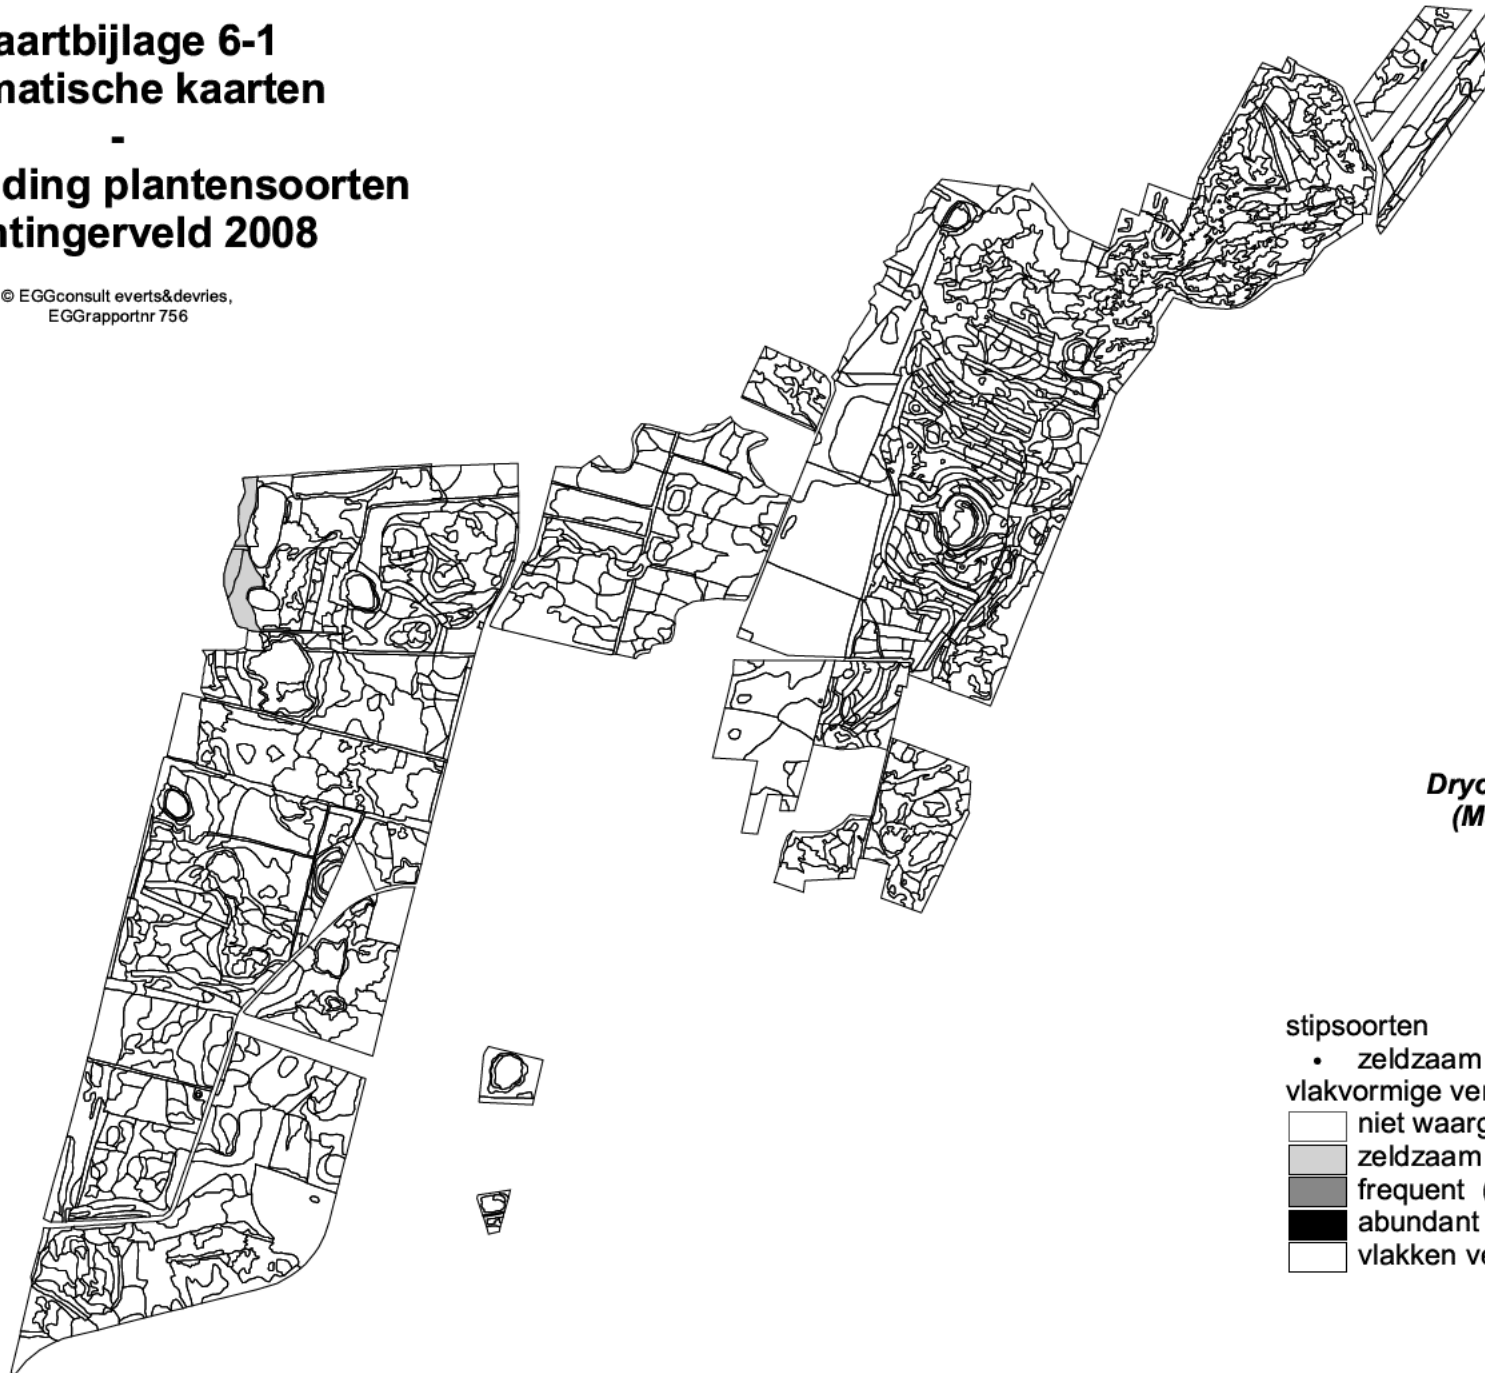 aartbijlage 6-1
matische kaarten
-
ding plantensoorten
ntingerveld 2008
© EGGconsult everts&devries,
EGGrapportnr 756
Dryo
(M
stipsoorten
• zeldzaam
vlakvormige ver
niet waarg
zeldzaam
frequent (
abundant
vlakken ve